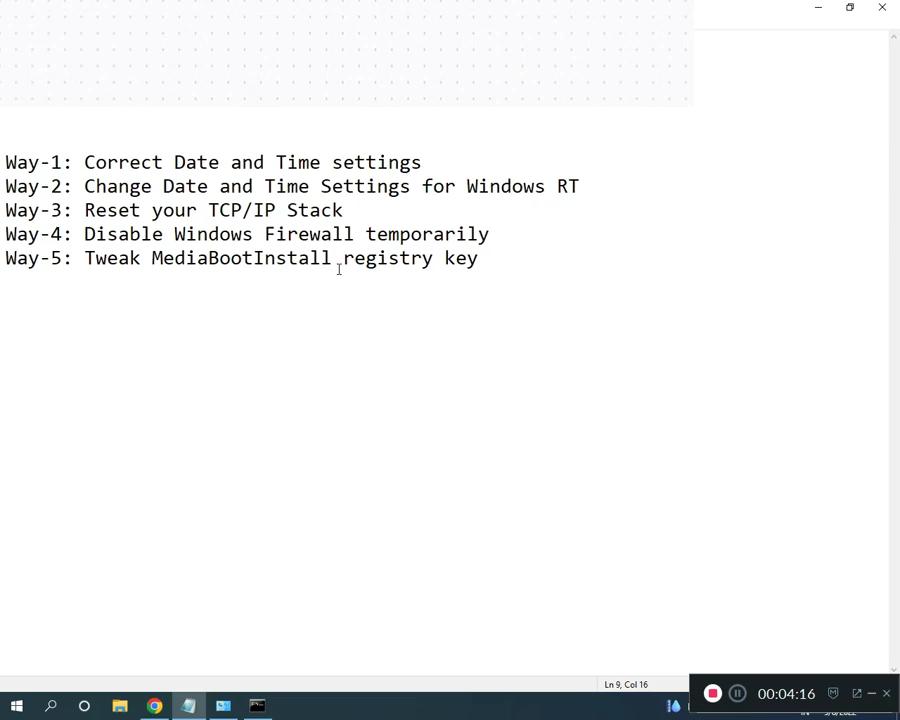 Way-1: Correct Date and Time settings
Way-2: Change Date and Time Settings for Windows RT
Way-3: Reset your TCP/IP Stack
Way-4: Disable Windows Firewall temporarily
Way-5: Tweak MediaBootInstall registry key
Ln 9, Col 16
00:04:16